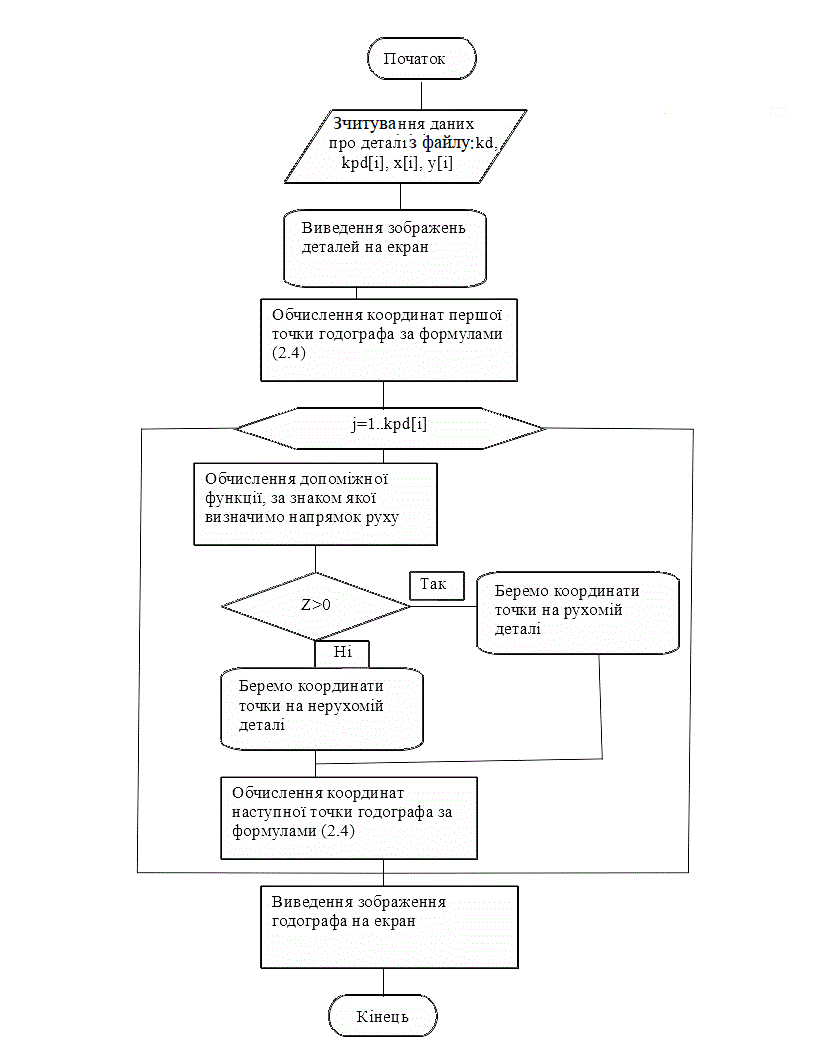 Початок
Зчитування даних
про деталі з файлу:kd,
kpd[i], x[i], y[i]
Виведення зображень
деталей на екран
Обчислення координат першої
точки годографа за формулами
(2.4)
j=1..kpd[i]
Обчислення допоміжної
функції, за знаком якої
визначимо напрямок руху
Z>0
Так
Беремо координати
точки на рухомій
деталі
Ні
Беремо координати
точки на нерухомій
деталі
Обчислення координат
наступної точки годографа за
формулами (2.4)
Виведення зображення
годографа на екран
Кінець